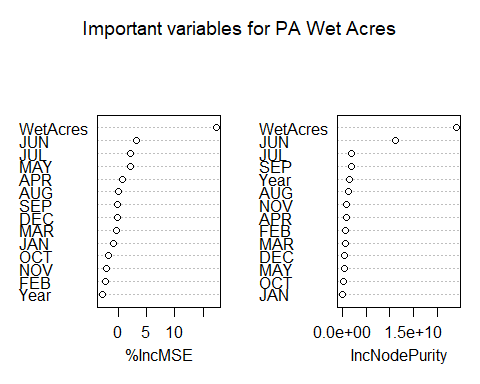 Important variables for PA Wet Acres
WetAcres
JUN
JUL
MAY
APR
AUG
SEP
DEC
MAR
JAN
OCT
NOV
FEB
Year
0 5 10
%IncMSE
WetAcres
JUN
JUL
SEP
Year
AUG
NOV
APR
FEB
MAR
DEC
MAY
OCT
JAN
0.0e+00 1.5e+10
IncNodePurity